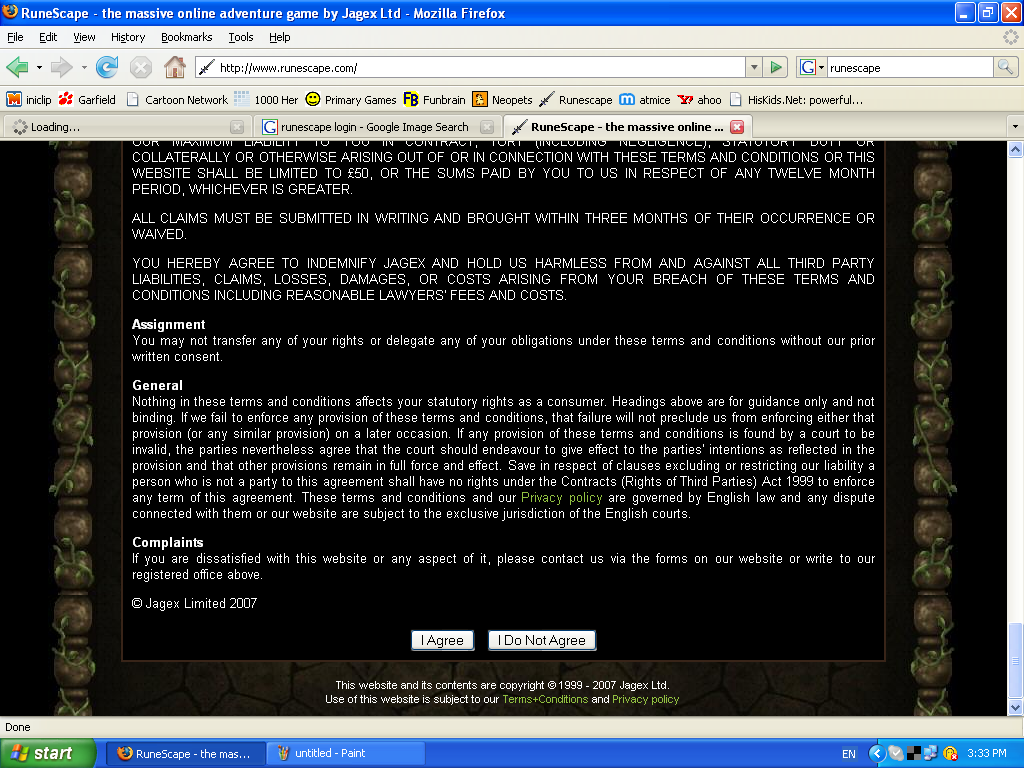 RuneScape - the massive online adventure game by Jagex Ltd - Mozilla Firefox
File Edit View History Bookmarks Tools Help
http://www.runescape.com/ G runescape
iniclip Garfield Cartoon Network 1000 Her Primary Games Funbrain Neopets Runescape atmice ahoo HisKids.Net: powerful...
Loading... runescape login - Google Image Search RuneScape - the massive online ...
OUR MAXIMUM LIABILITY TO YOU IN CONTRACT, TORT (INCLUDING NEGLIGENCE), STATUTORY DUTY OR
COLLATERALLY OR OTHERWISE ARISING OUT OF OR IN CONNECTION WITH THESE TERMS AND CONDITIONS OR THIS
WEBSITE SHALL BE LIMITED TO £50, OR THE SUMS PAID BY YOU TO US IN RESPECT OF ANY TWELVE MONTH
PERIOD, WHICHEVER IS GREATER.
ALL CLAIMS MUST BE SUBMITTED IN WRITING AND BROUGHT WITHIN THREE MONTHS OF THEIR OCCURRENCE OR
WAIVED.
YOU HEREBY AGREE TO INDEMNIFY JAGEX AND HOLD US HARMLESS FROM AND AGAINST ALL THIRD PARTY
LIABILITIES, CLAIMS, LOSSES, DAMAGES, OR COSTS ARISING FROM YOUR BREACH OF THESE TERMS AND
CONDITIONS INCLUDING REASONABLE LAWYERS' FEES AND COSTS.
Assignment
You may not transfer any of your rights or delegate any of your obligations under these terms and conditions without our prior
written consent.
General
Nothing in these terms and conditions affects your statutory rights as a consumer. Headings above are for guidance only and not
binding. If we fail to enforce any provision of these terms and conditions, that failure will not preclude us from enforcing either that
provision (or any similar provision) on a later occasion. If any provision of these terms and conditions is found by a court to be
invalid, the parties nevertheless agree that the court should endeavour to give effect to the parties' intentions as reflected in the
provision and that other provisions remain in full force and effect. Save in respect of clauses excluding or restricting our liability a
person who is not a party to this agreement shall have no rights under the Contracts (Rights of Third Parties) Act 1999 to enforce
any term of this agreement. These terms and conditions and our Privacy policy are governed by English law and any dispute
connected with them or our website are subject to the exclusive jurisdiction of the English courts.
Complaints
If you are dissatisfied with this website or any aspect of it, please contact us via the forms on our website or write to our
registered office above.
© Jagex Limited 2007
I Agree I Do Not Agree
This website and its contents are copyright © 1999 - 2007 Jagex Ltd.
Use of this website is subject to our Terms+Conditions and Privacy policy
Done
start RuneScape - the mas... untitled - Paint EN 3:33 PM